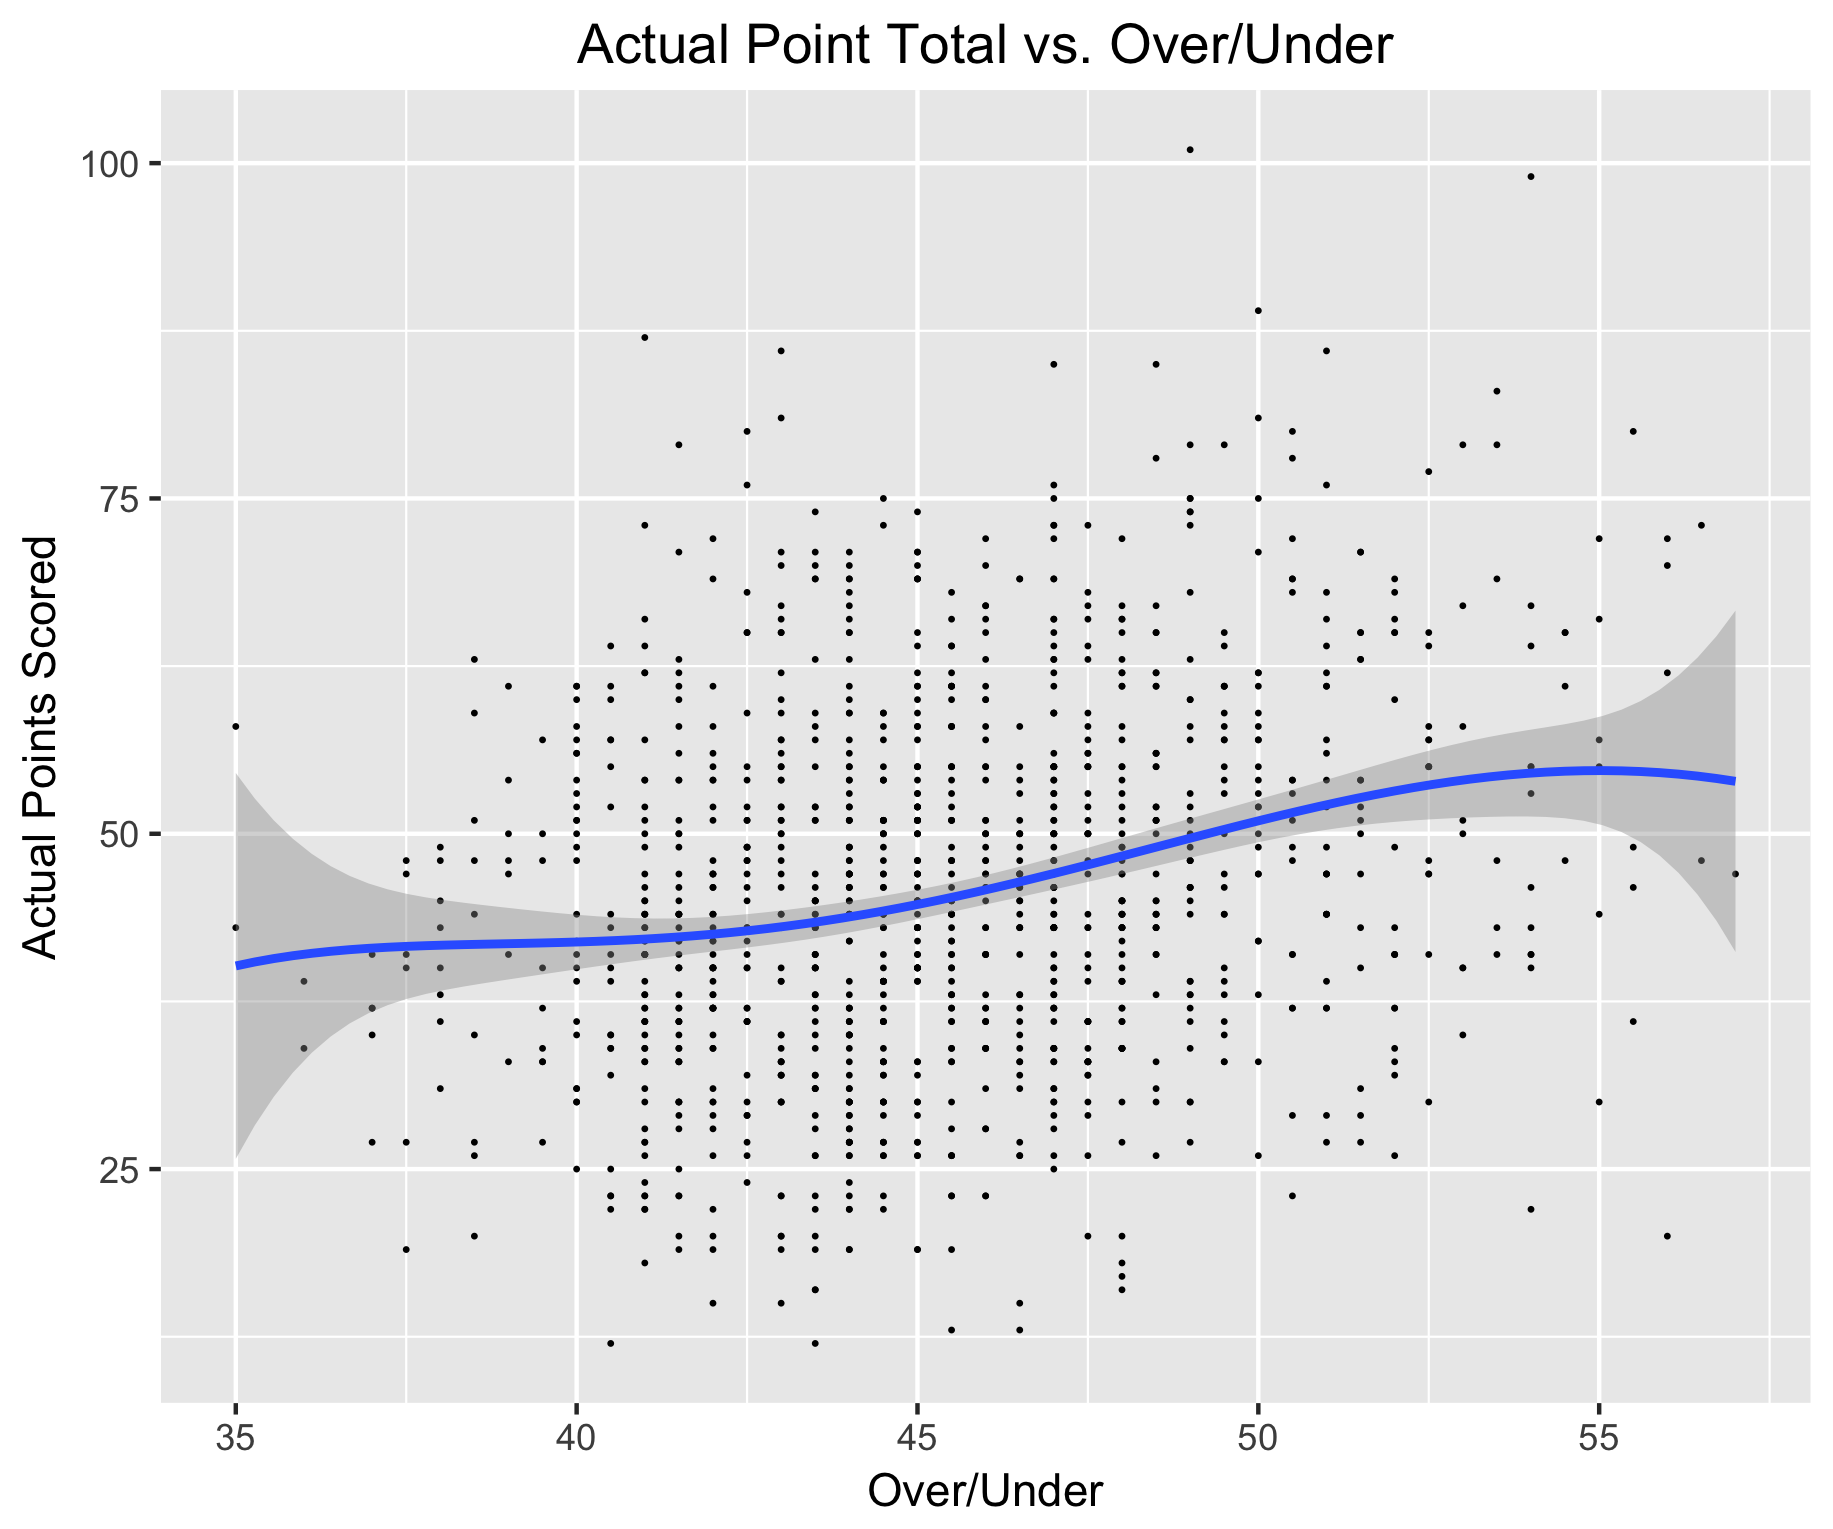 Actual Point Total vs. Over/Under
100
75
50
25
Actual Points Scored
35 40 45 50 55
Over/Under